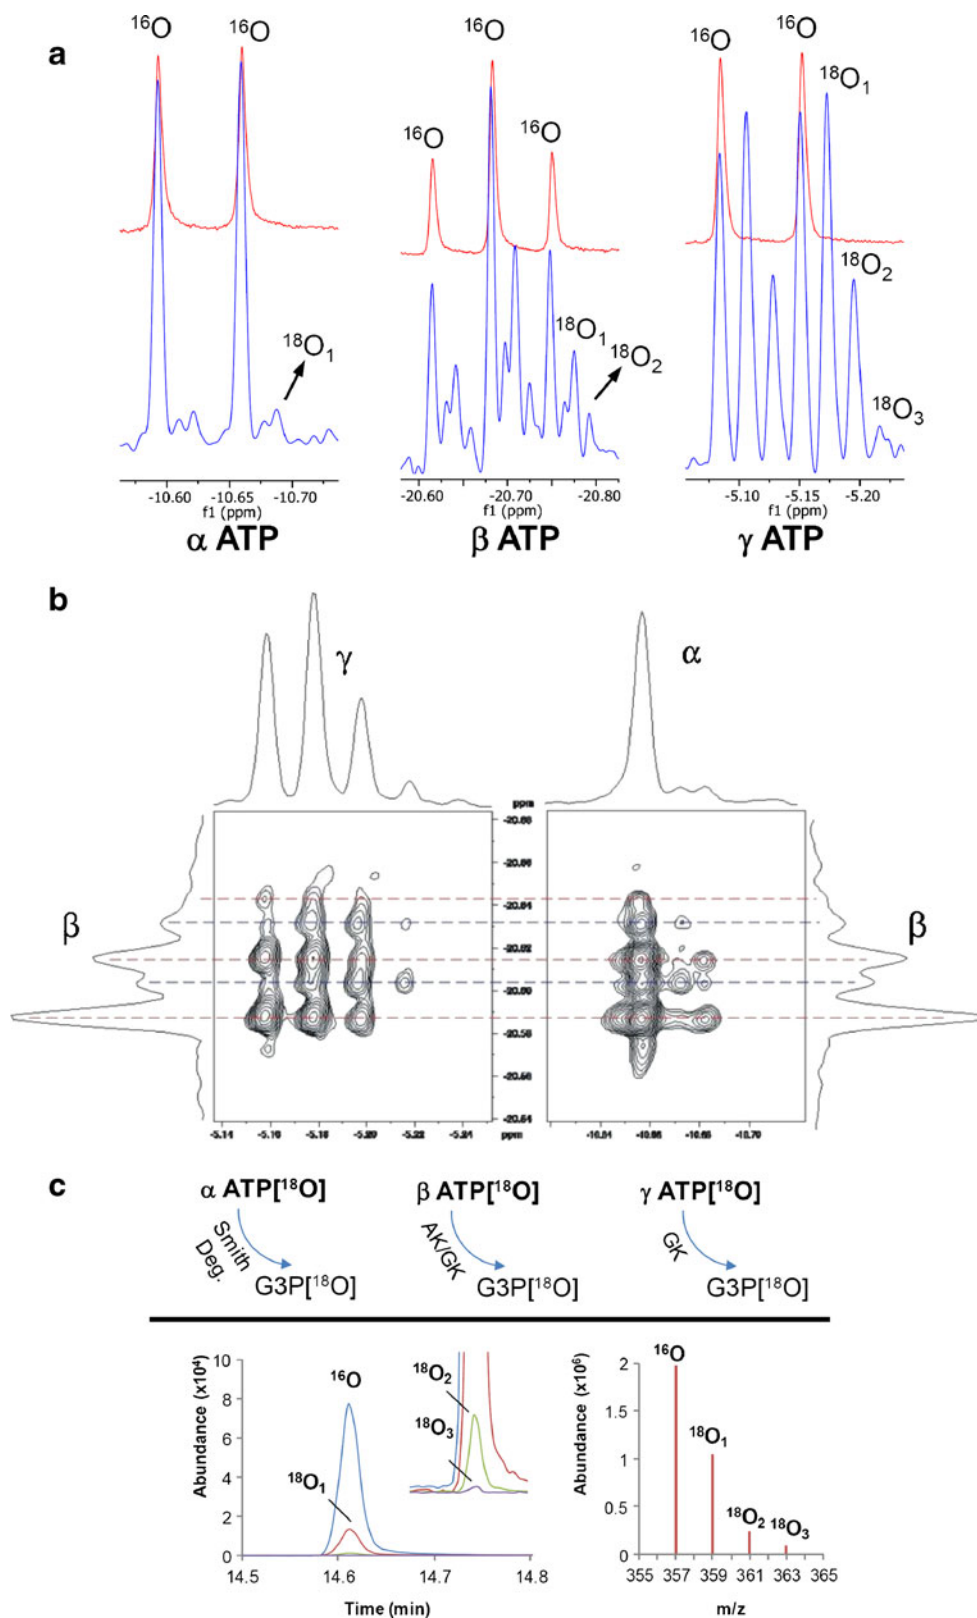 a
¹⁶O ¹⁶O
¹⁸O₁
-10.60 -10.65 -10.70
f1 (ppm)
α ATP
¹⁶O ¹⁶O ¹⁶O
¹⁸O₁
¹⁸O₂
-20.60 -20.70 -20.80
f1 (ppm)
β ATP
¹⁶O ¹⁶O
¹⁸O₁
¹⁸O₂
¹⁸O₃
-5.10 -5.15 -5.20
f1 (ppm)
γ ATP
b
γ
α
β
β
ppm
ppm
ppm
c
α ATP[¹⁸O] β ATP[¹⁸O] γ ATP[¹⁸O]
Smith Deg.
AK/GK
GK
G3P[¹⁸O] G3P[¹⁸O] G3P[¹⁸O]
Abundance (x10⁴)
10
8
6
4
2
0
¹⁶O
¹⁸O₁
¹⁸O₂
¹⁸O₃
14.5 14.6 14.7 14.8
Time (min)
Abundance (x10⁶)
2
1.5
1
0.5
0
¹⁶O
¹⁸O₁
¹⁸O₂ ¹⁸O₃
355 357 359 361 363 365
m/z